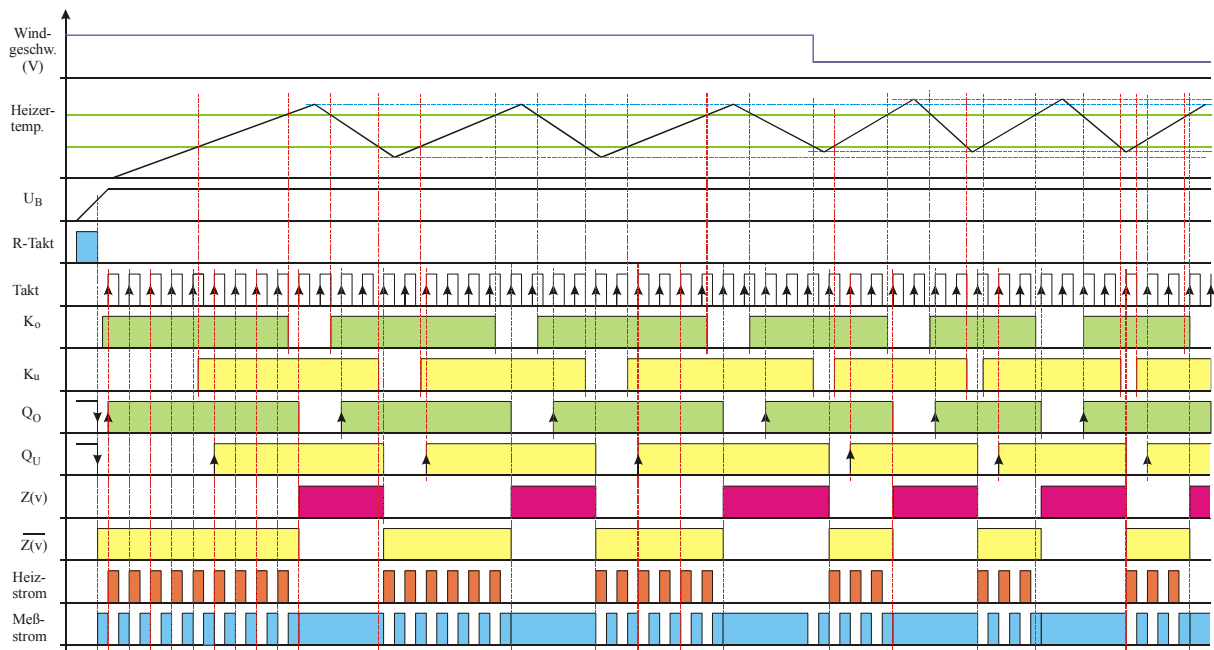 Wind-
geschw.
(V)
Heizer-
temp.
U_B
R-Takt
Takt
K_o
K_u
Q_O
Q_U
Z(v)
Z(v)
Heiz-
strom
Meß-
strom